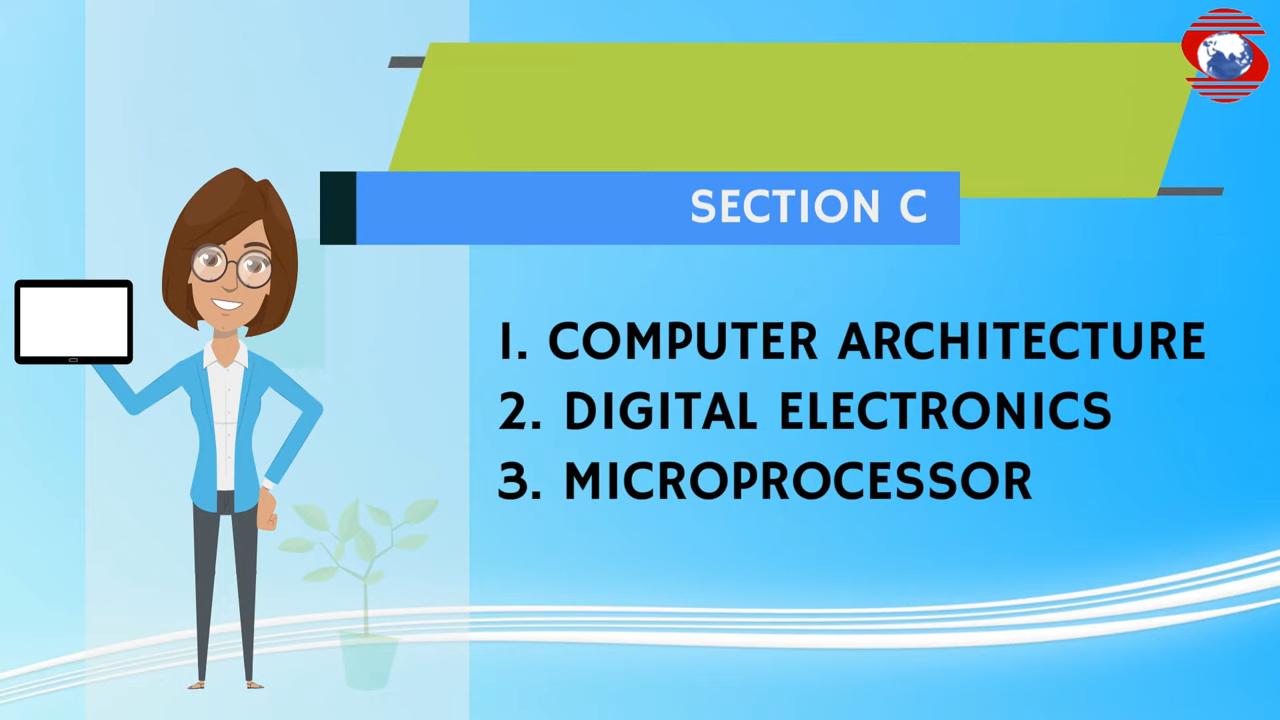 SECTION C
1. COMPUTER ARCHITECTURE
2. DIGITAL ELECTRONICS
3. MICROPROCESSOR